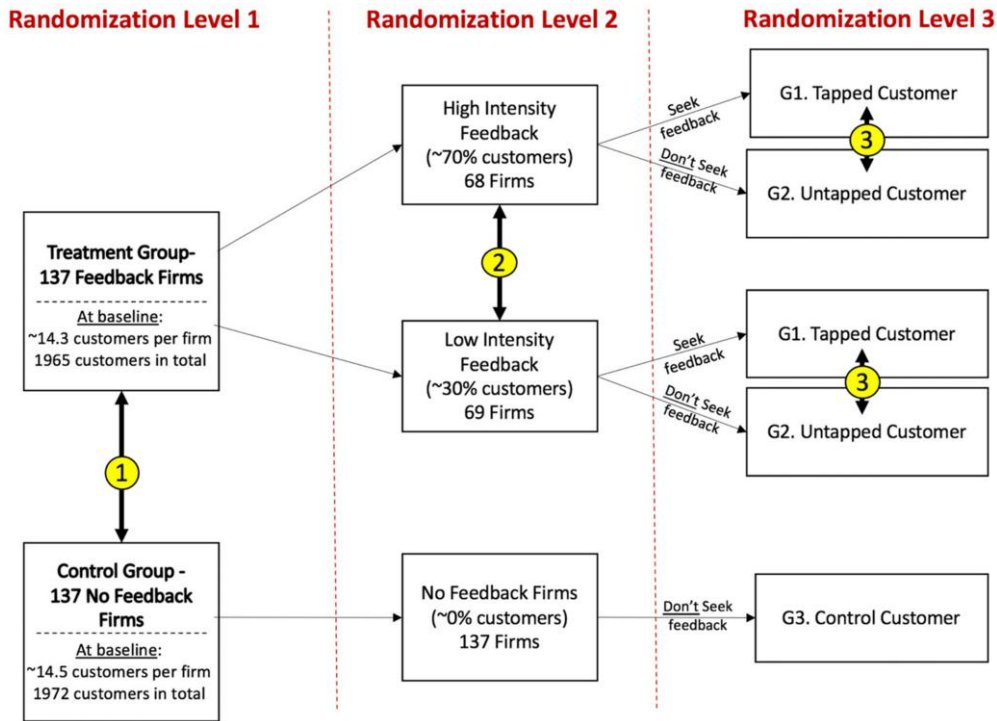 Randomization Level 1
Randomization Level 2
Randomization Level 3
Treatment Group-
137 Feedback Firms
At baseline:
~14.3 customers per firm
1965 customers in total
1
Control Group -
137 No Feedback
Firms
At baseline:
~14.5 customers per firm
1972 customers in total
High Intensity
Feedback
(~70% customers)
68 Firms
2
Low Intensity
Feedback
(~30% customers)
69 Firms
No Feedback Firms
(~0% customers)
137 Firms
Seek
feedback
Don't Seek
feedback
G1. Tapped Customer
3
G2. Untapped Customer
Seek
feedback
Don't Seek
feedback
G1. Tapped Customer
3
G2. Untapped Customer
Don't Seek
feedback
G3. Control Customer